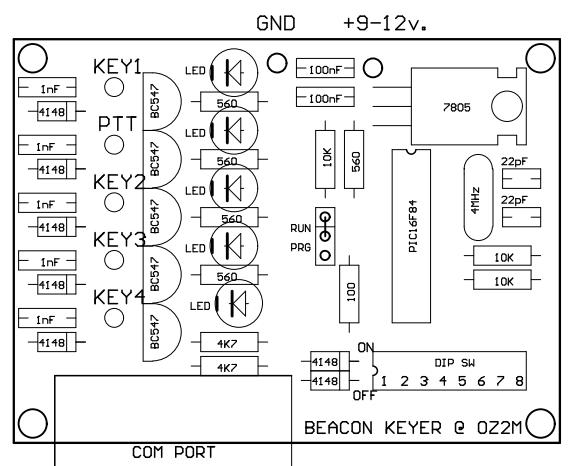 GND +9-12v.
KEY1
LED
100nF
1nF
560
7805
100nF
4148
BC547
PTT
LED
1nF
560
10K
560
22pF
4148
BC547
KEY2
LED
4MHz
22pF
1nF
560
RUN
PIC16F84
4148
BC547
KEY3
LED
PRG
10K
1nF
560
10K
4148
BC547
100
KEY4
LED
1nF
BC547
4148
4K7
ON
4K7
4148
DIP SW
4148
1 2 3 4 5 6 7 8
OFF
BEACON KEYER @ OZ2M
COM PORT